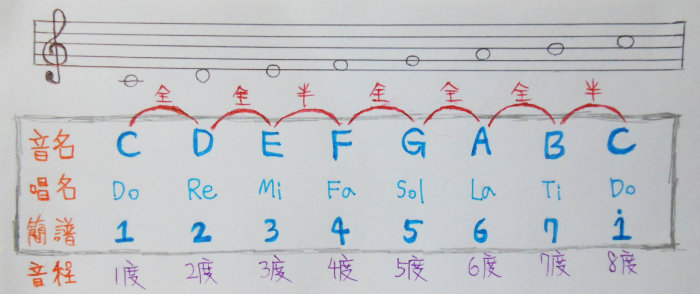 全 全 半 全 全 全 半
音名 C D E F G A B C
唱名 Do Re Mi Fa Sol La Ti Do
簡譜 1 2 3 4 5 6 7 i
音程 1度 2度 3度 4度 5度 6度 7度 8度